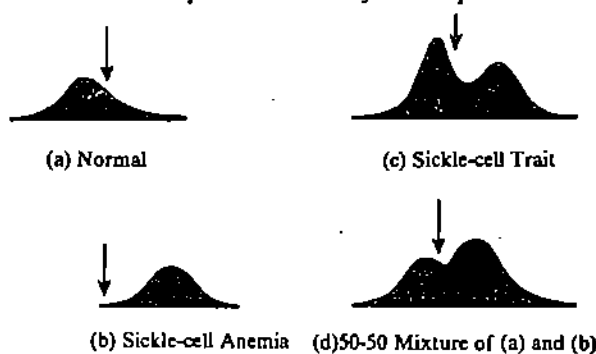 (a) Normal
(c) Sickle-cell Trait
(b) Sickle-cell Anemia
(d)50-50 Mixture of (a) and (b)